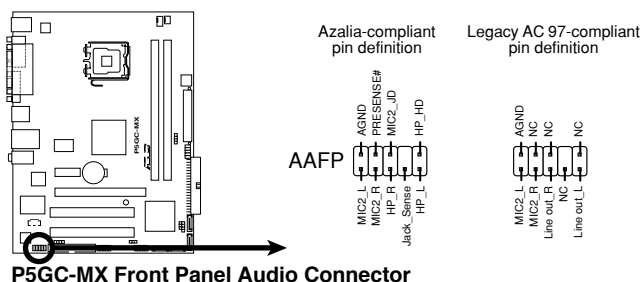 Azalia-compliant
pin definition
Legacy AC 97-compliant
pin definition
AGND
PRESENSE#
MIC2_JD
HP_HD
AAFP
MIC2_L
MIC2_R
HP_R
Jack_Sense
HP_L
AGND
NC
NC
NC
MIC2_L
MIC2_R
Line out_R
NC
Line out_L
P5GC-MX
P5GC-MX Front Panel Audio Connector